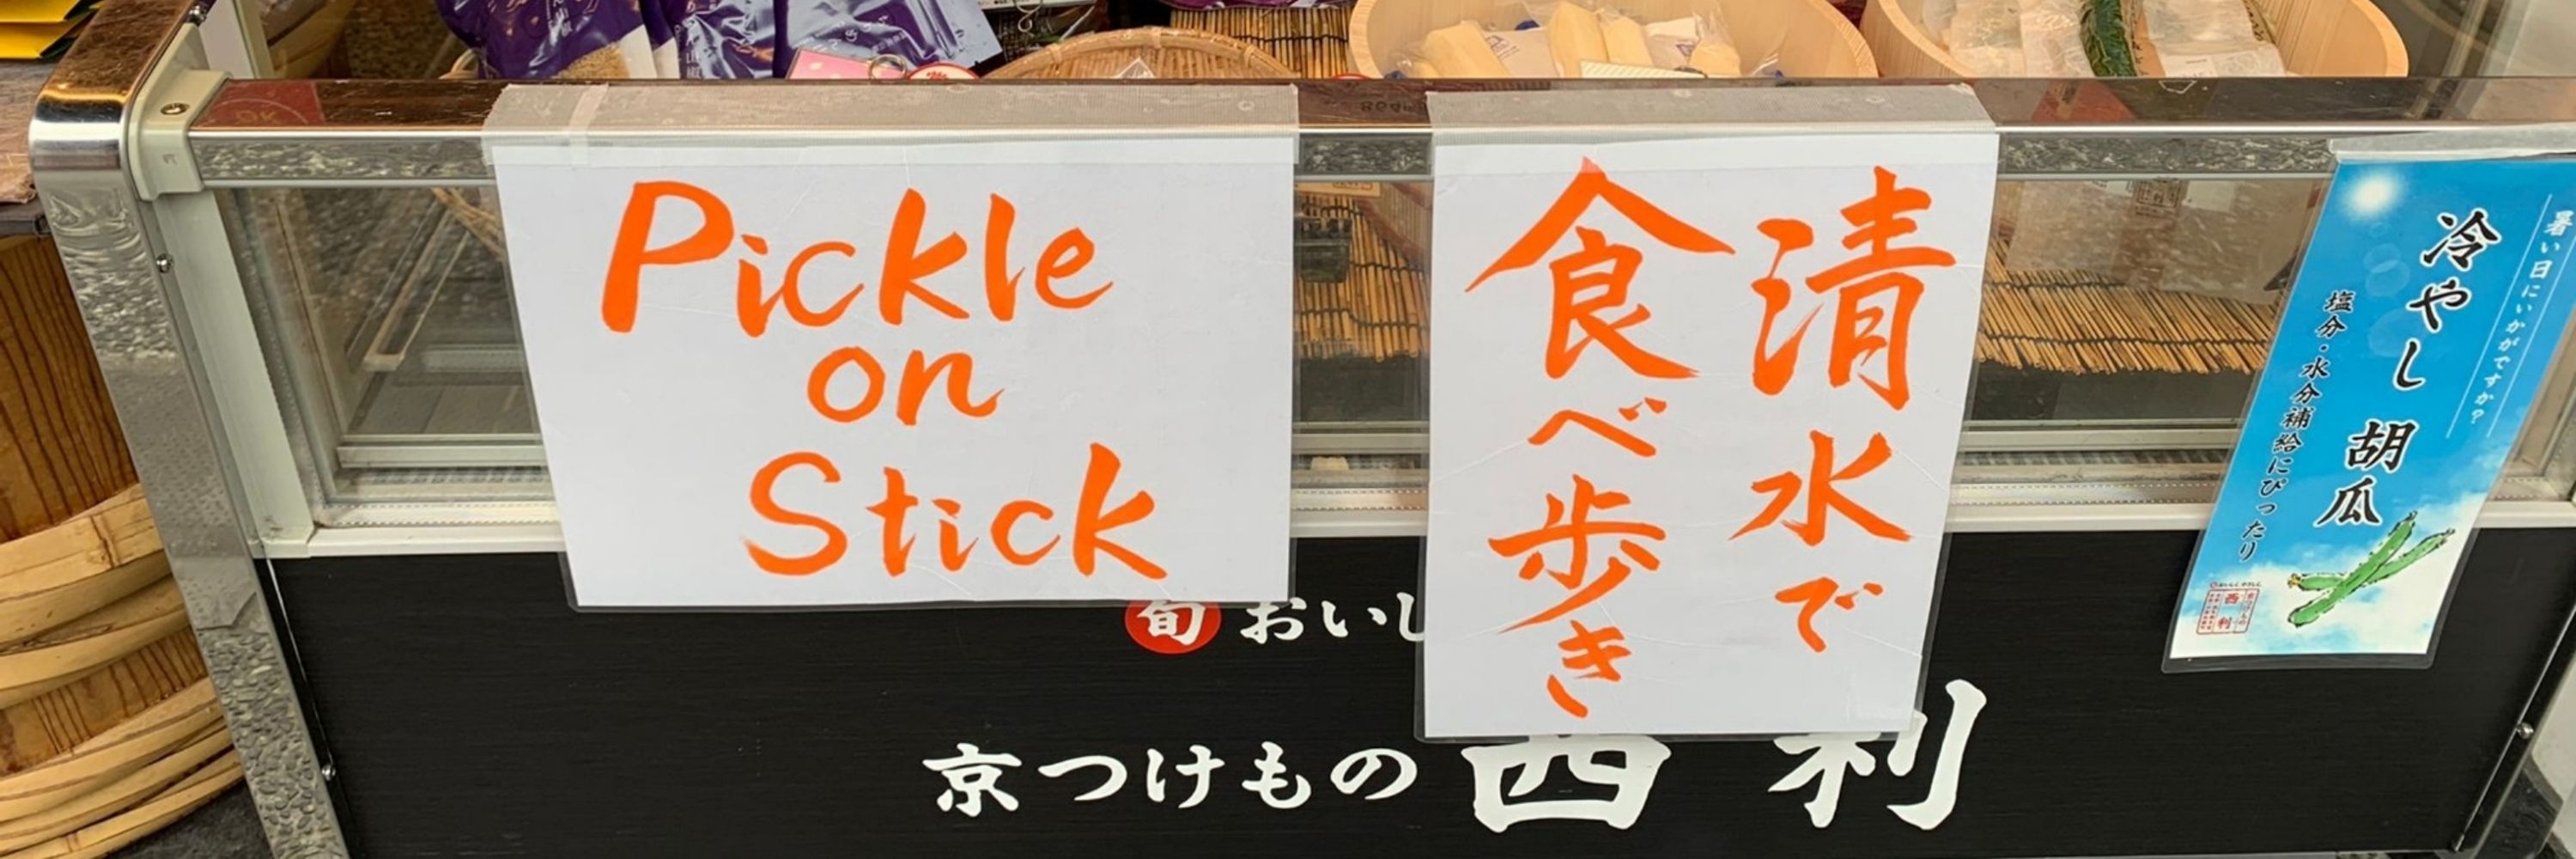 Pickle
on
Stick
清水で
食べ歩き
暑い日にいかがですか?
冷やし胡瓜
塩分・水分補給にぴったり
西利
旬おいし
京つけもの 西利